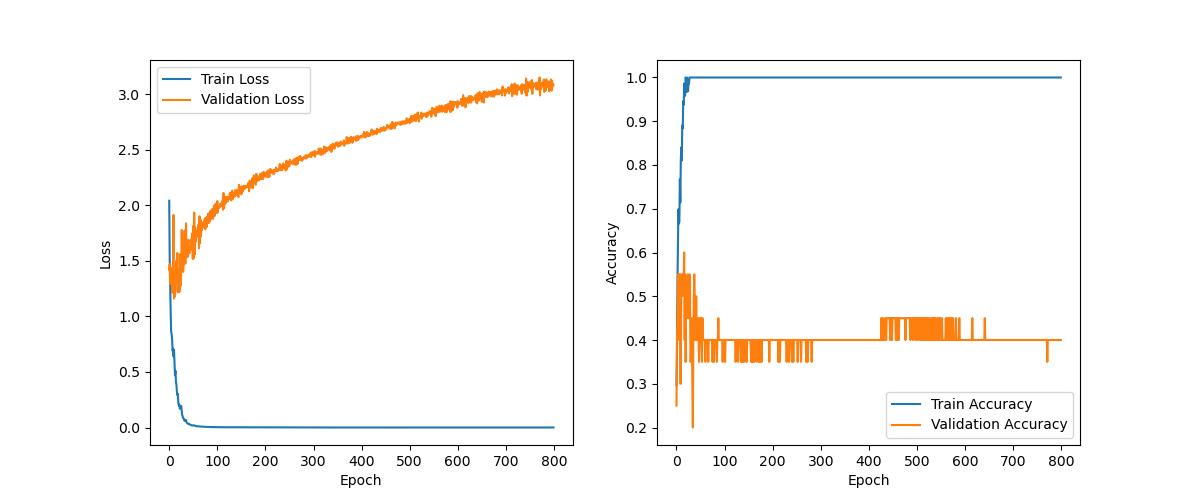 Train Loss
Validation Loss
3.0
2.5
2.0
1.5
1.0
0.5
0.0
Loss
0 100 200 300 400 500 600 700 800
Epoch
1.0
0.9
0.8
0.7
0.6
0.5
0.4
0.3
0.2
Accuracy
Train Accuracy
Validation Accuracy
0 100 200 300 400 500 600 700 800
Epoch